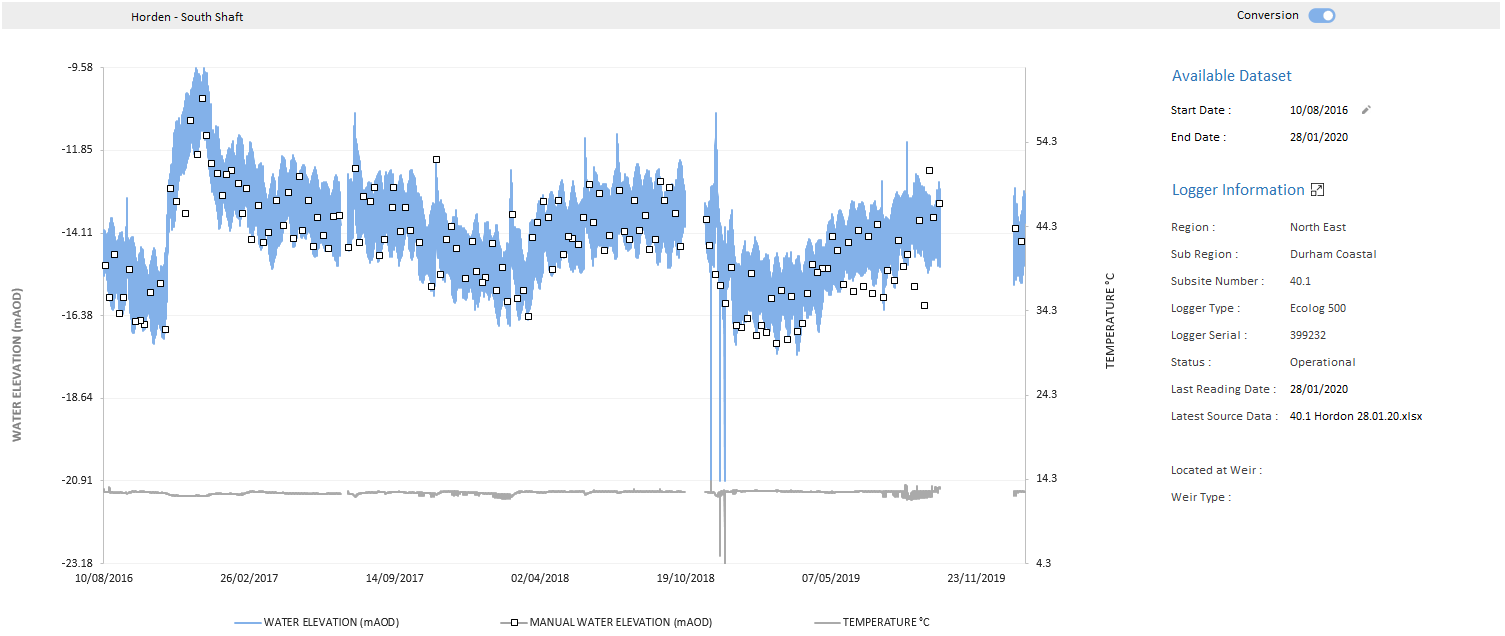 Horden - South Shaft
Conversion
-9.58
-11.85
-14.11
-16.38
-18.64
-20.91
-23.18
WATER ELEVATION (mAOD)
54.3
44.3
34.3
24.3
14.3
4.3
TEMPERATURE °C
10/08/2016
26/02/2017
14/09/2017
02/04/2018
19/10/2018
07/05/2019
23/11/2019
WATER ELEVATION (mAOD)
MANUAL WATER ELEVATION (mAOD)
TEMPERATURE °C
Available Dataset
Start Date : 10/08/2016
End Date : 28/01/2020
Logger Information
Region : North East
Sub Region : Durham Coastal
Subsite Number : 40.1
Logger Type : Ecolog 500
Logger Serial : 399232
Status : Operational
Last Reading Date : 28/01/2020
Latest Source Data : 40.1 Hordon 28.01.20.xlsx
Located at Weir :
Weir Type :